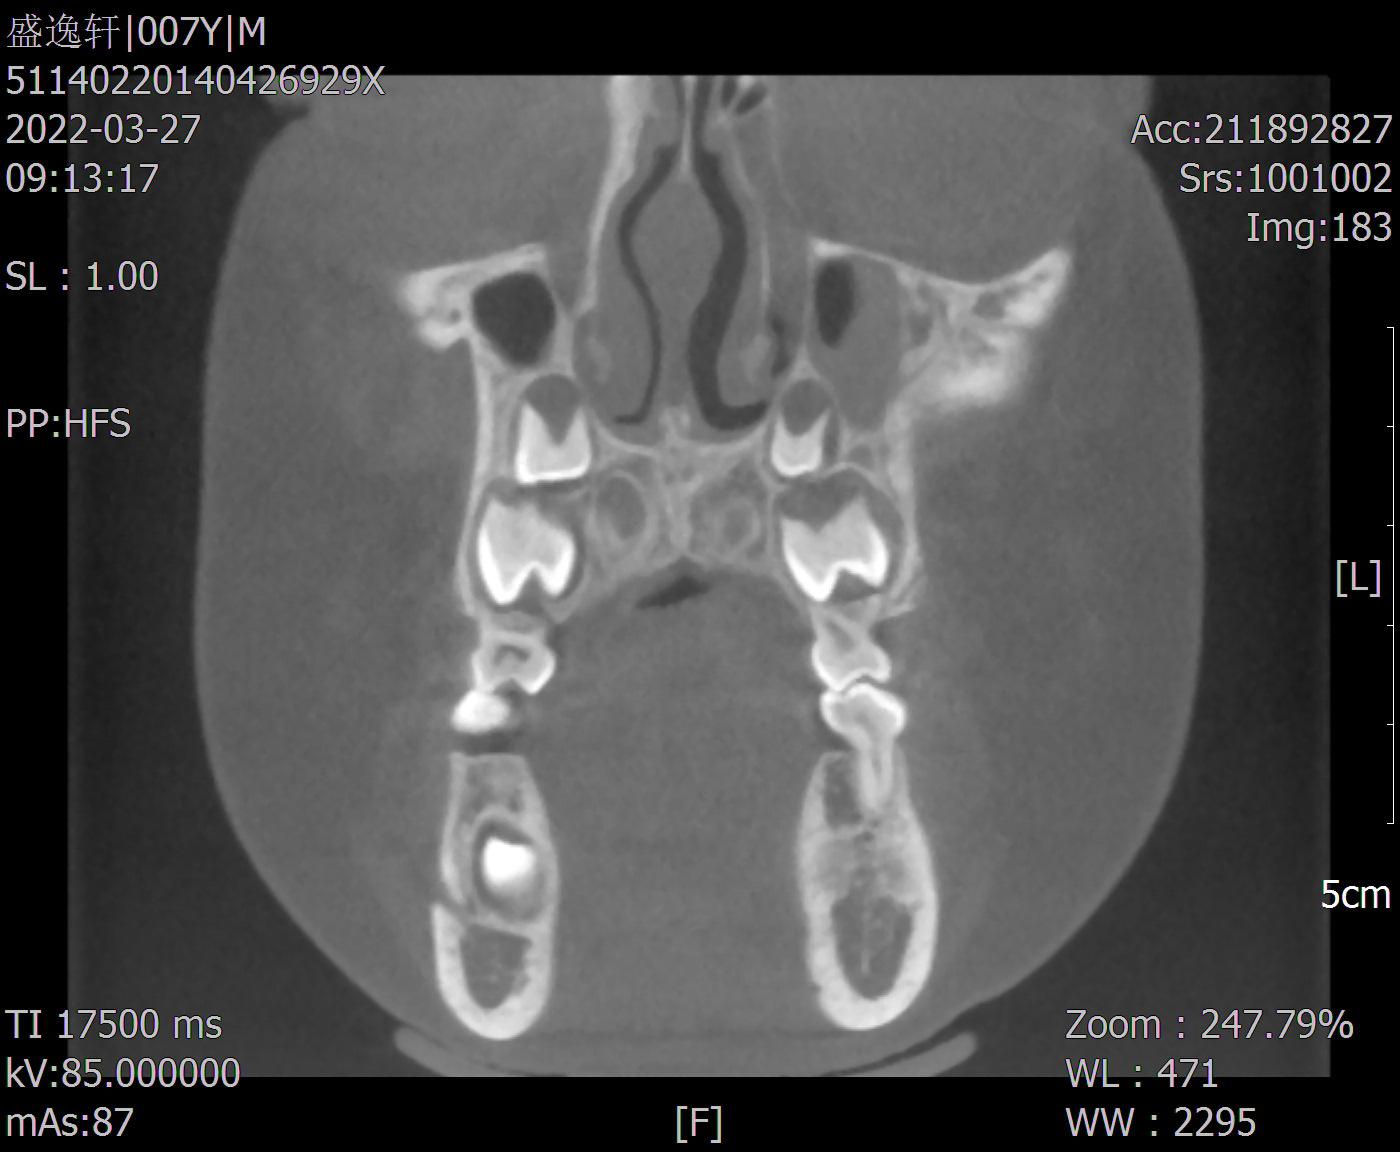 盛逸轩|007Y|M
51140220140426929X
2022-03-27
09:13:17
Acc:211892827
Srs:1001002
Img:183
SL : 1.00
PP:HFS
[L]
5cm
TI 17500 ms
kV:85.000000
mAs:87
[F]
Zoom : 247.79%
WL : 471
WW : 2295